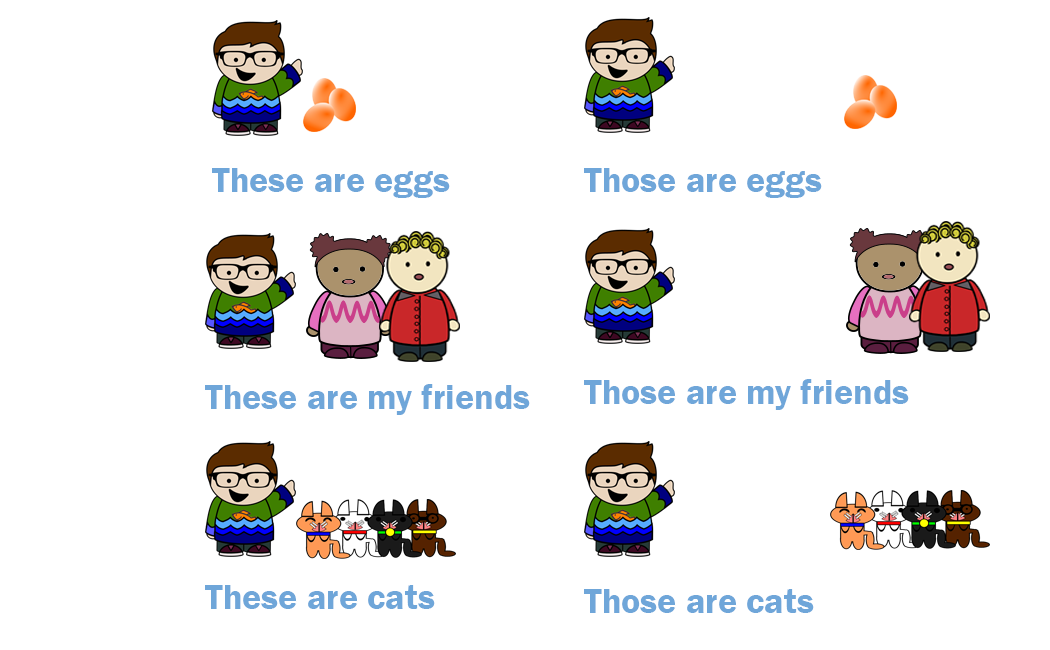 These are eggs
Those are eggs
These are my friends
Those are my friends
These are cats
Those are cats